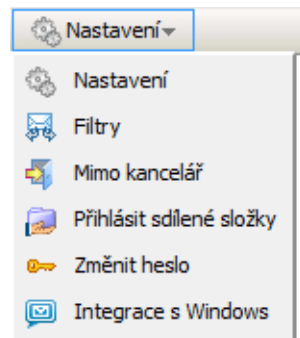 Nastavení
Nastavení
Filtry
Mimo kancelář
Přihlásit sdílené složky
Změnit heslo
Integrace s Windows